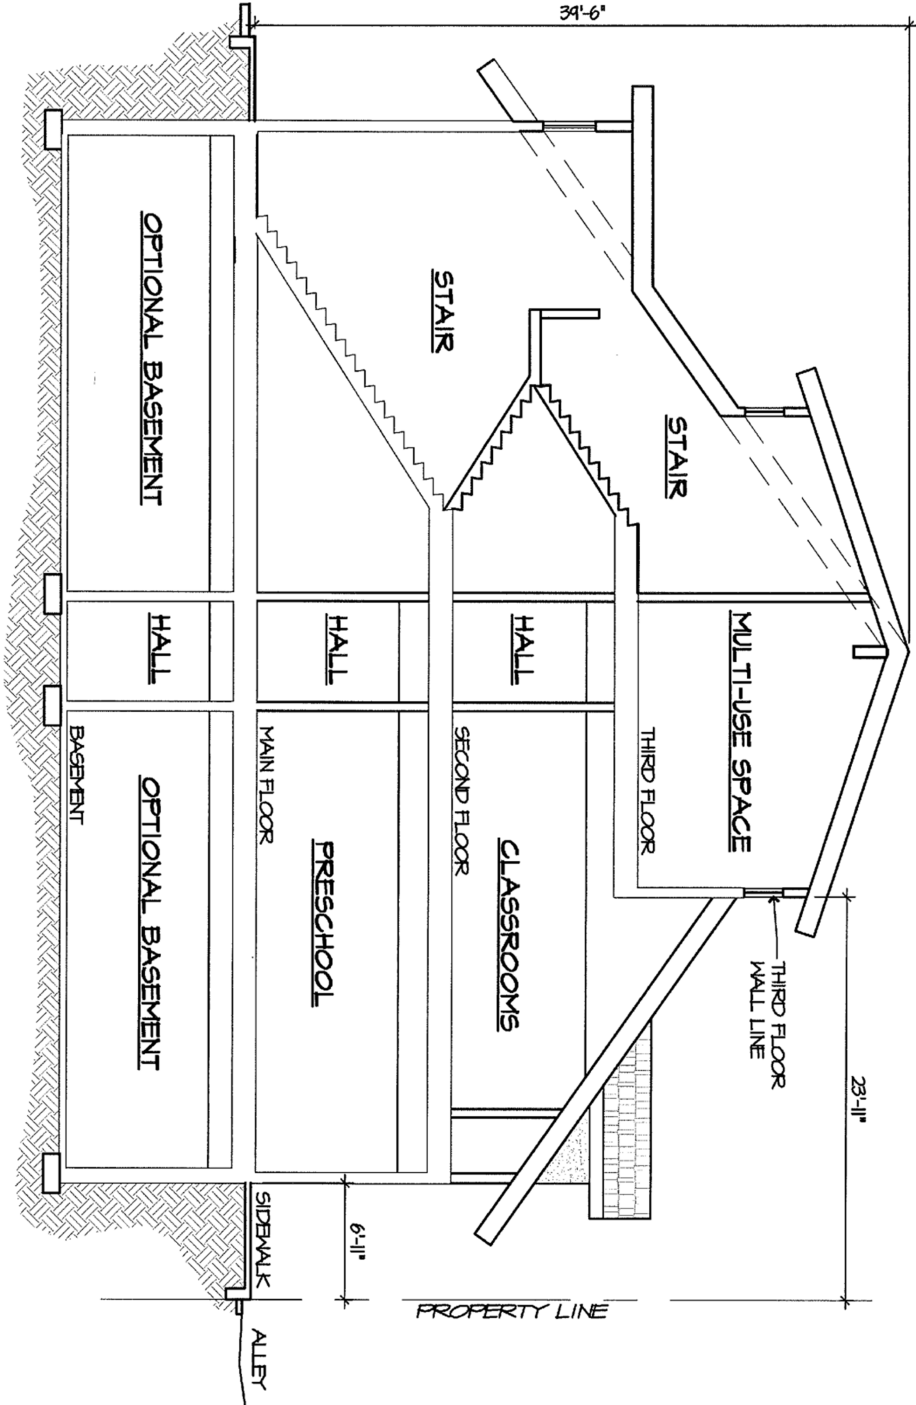 39'-6"
STAIR
STAIR
MULTI-USE SPACE
THIRD FLOOR
WALL LINE
23'-11"
THIRD FLOOR
HALL
CLASSROOMS
SECOND FLOOR
HALL
PRESCHOOL
6'-11"
PROPERTY LINE
MAIN FLOOR
SIDEWALK
ALLEY
OPTIONAL BASEMENT
HALL
OPTIONAL BASEMENT
BASEMENT